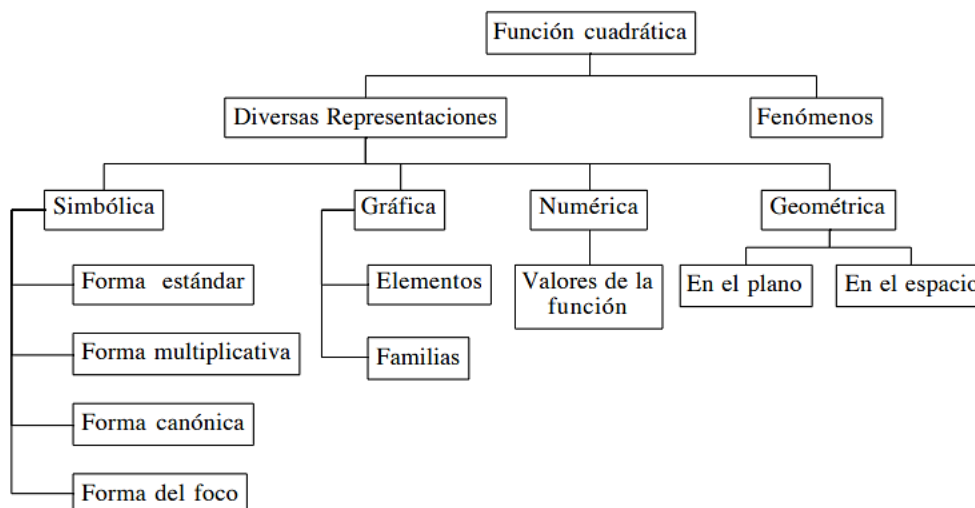 Función cuadrática
Diversas Representaciones
Fenómenos
Simbólica
Gráfica
Numérica
Geométrica
Forma estándar
Elementos
Valores de la
función
En el plano
En el espacio
Forma multiplicativa
Familias
Forma canónica
Forma del foco